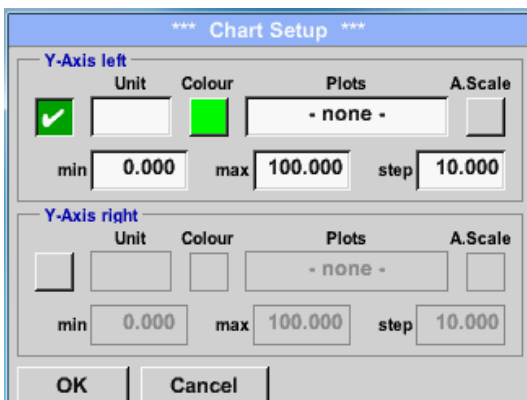 *** Chart Setup ***
Y-Axis left
Unit Colour Plots A.Scale
- none -
min 0.000 max 100.000 step 10.000
Y-Axis right
Unit Colour Plots A.Scale
- none -
min 0.000 max 100.000 step 10.000
OK Cancel